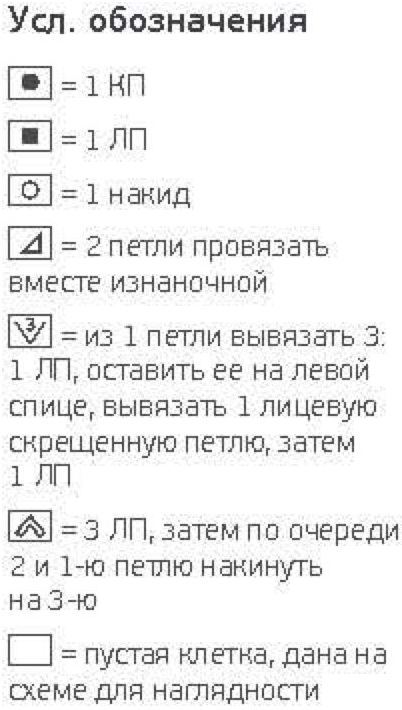 Усл. обозначения
= 1 КП
= 1 ЛП
= 1 накид
= 2 петли провязать
вместе изнаночной
3 = из 1 петли вывязать 3:
1 ЛП, оставить ее на левой
спице, вывязать 1 лицевую
скрещенную петлю, затем
1 ЛП
= 3 ЛП, затем по очереди
2 и 1-ю петлю накинуть
на 3-ю
= пустая клетка, дана на
схеме для наглядности